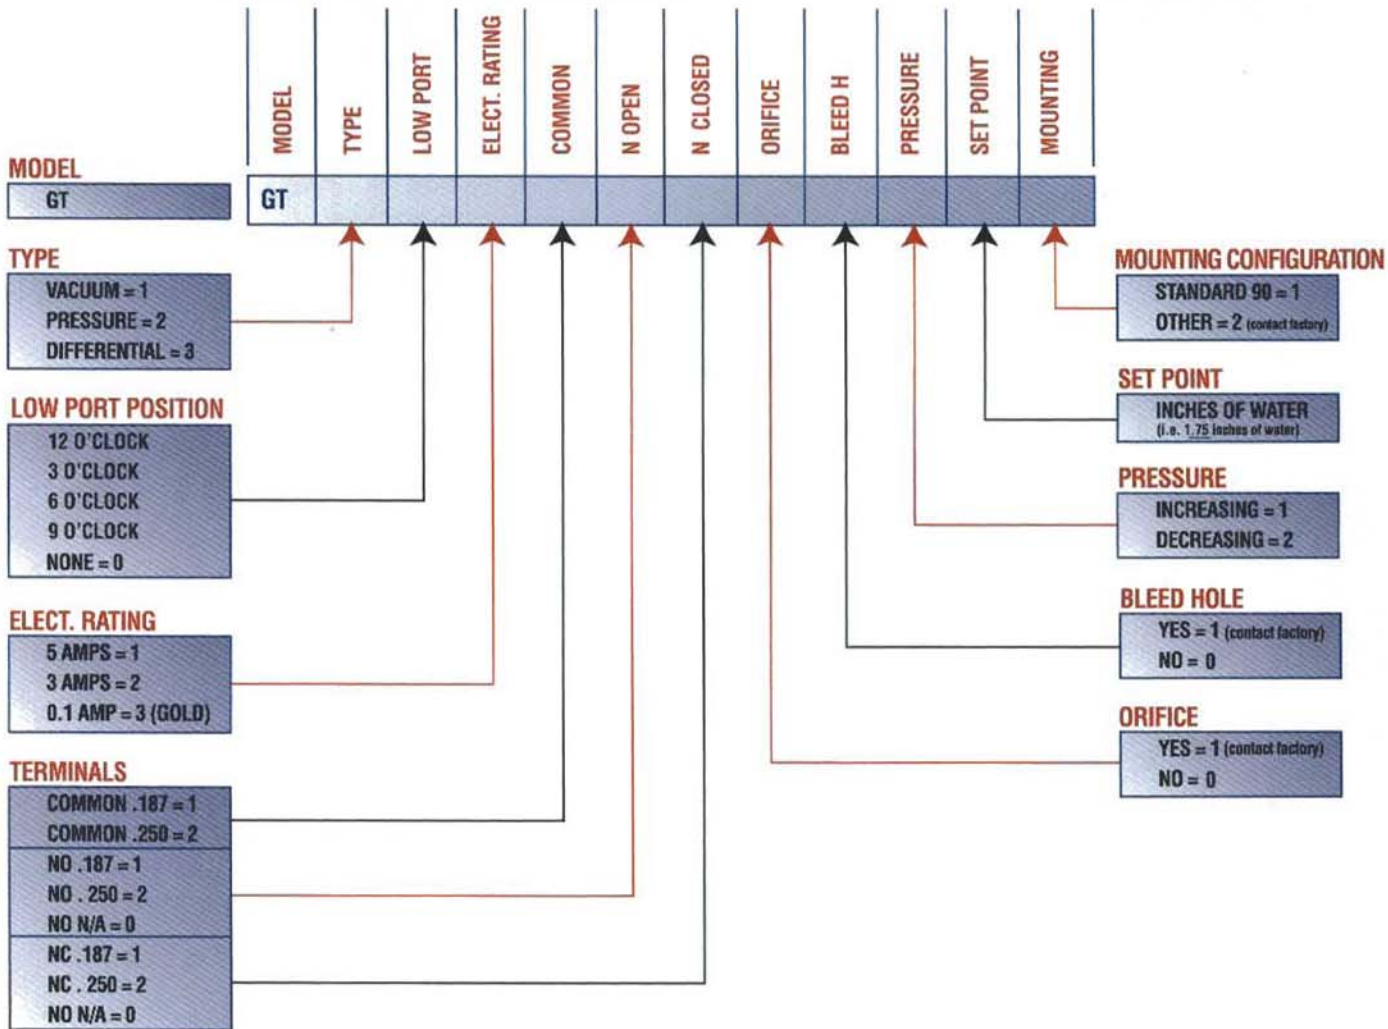 MODEL
TYPE
LOW PORT
ELECT. RATING
COMMON
N OPEN
N CLOSED
ORIFICE
BLEED H
PRESSURE
SET POINT
MOUNTING
GT
MODEL
GT
TYPE
VACUUM = 1
PRESSURE = 2
DIFFERENTIAL = 3
LOW PORT POSITION
12 O'CLOCK
3 O'CLOCK
6 O'CLOCK
9 O'CLOCK
NONE = 0
ELECT. RATING
5 AMPS = 1
3 AMPS = 2
0.1 AMP = 3 (GOLD)
TERMINALS
COMMON .187 = 1
COMMON .250 = 2
NO .187 = 1
NO . 250 = 2
NO N/A = 0
NC .187 = 1
NC . 250 = 2
NO N/A = 0
MOUNTING CONFIGURATION
STANDARD 90 = 1
OTHER = 2 (contact factory)
SET POINT
INCHES OF WATER
(i.e. 1.75 inches of water)
PRESSURE
INCREASING = 1
DECREASING = 2
BLEED HOLE
YES = 1 (contact factory)
NO = 0
ORIFICE
YES = 1 (contact factory)
NO = 0